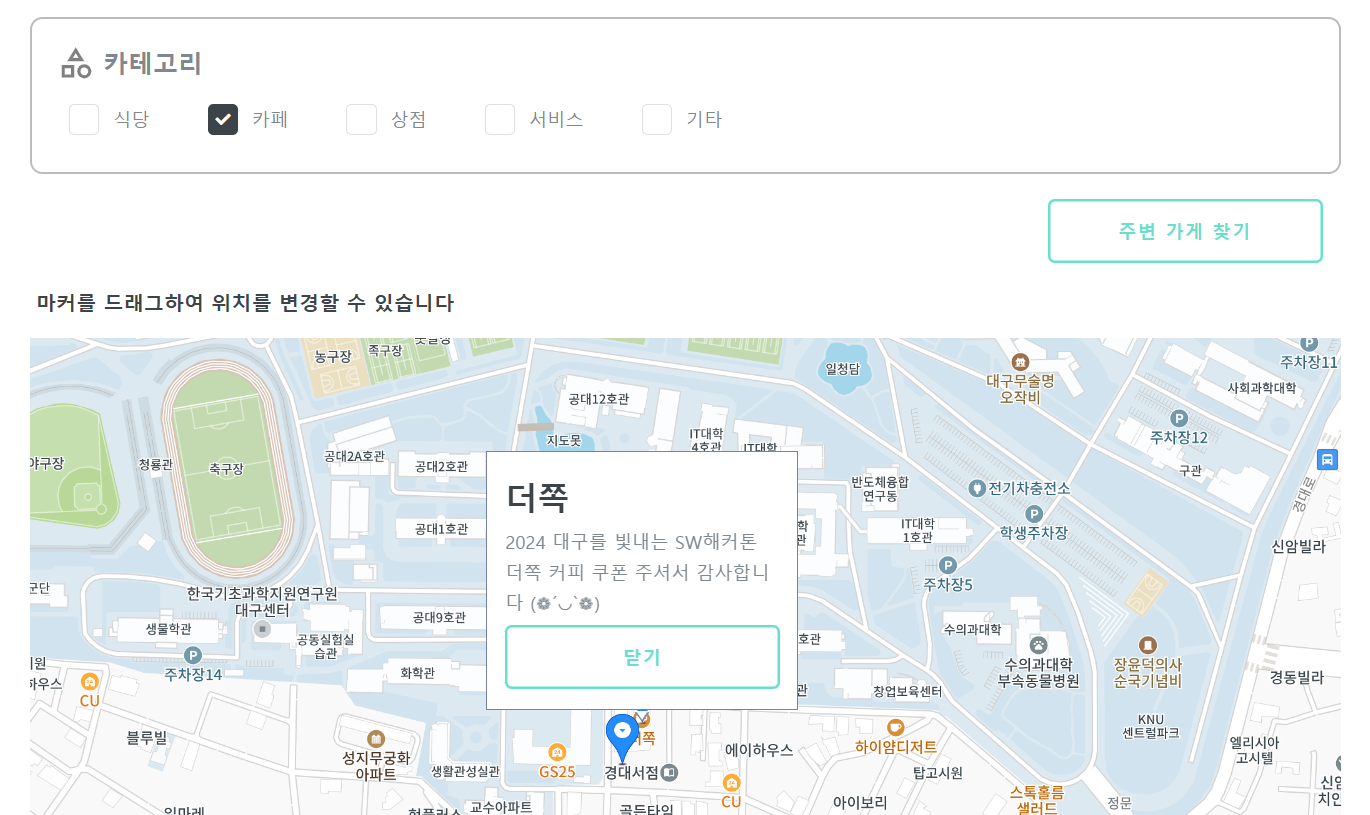 카테고리
식당
카페
상점
서비스
기타
주변 가게 찾기
마커를 드래그하여 위치를 변경할 수 있습니다
농구장
족구장
일청담
대구무술명
오작비
주차장11
사회과학대학
공대12호관
지도못
IT대학
4호관
IT대학
주차장12
구관
야구장
청룡관
축구장
공대2A호관
공대2호관
반도체융합
연구동
전기차충전소
경대로
공대1호관
IT대학
1호관
학생주차장
신암빌라
더쪽
2024 대구를 빛내는 SW해커톤
더쪽 커피 쿠폰 주셔서 감사합니
다 (❁´◡`❁)
닫기
주차장5
한국기초과학지원연구원
대구센터
공대9호관
생물학관
공동실험실
습관
수의과대학
수의과대학
부속동물병원
장윤덕의사
순국기념비
주차장14
화학관
창업보육센터
경동빌라
CU
KNU
센트럴파크
블루빌
성지무궁화
아파트
생활관성실관
GS25
경대서점
에이하우스
하이얌디저트
탑고시원
엘리시아
고시텔
CU
교수아파트
골든타임
아이보리
스톡홀름
샐러드
정문